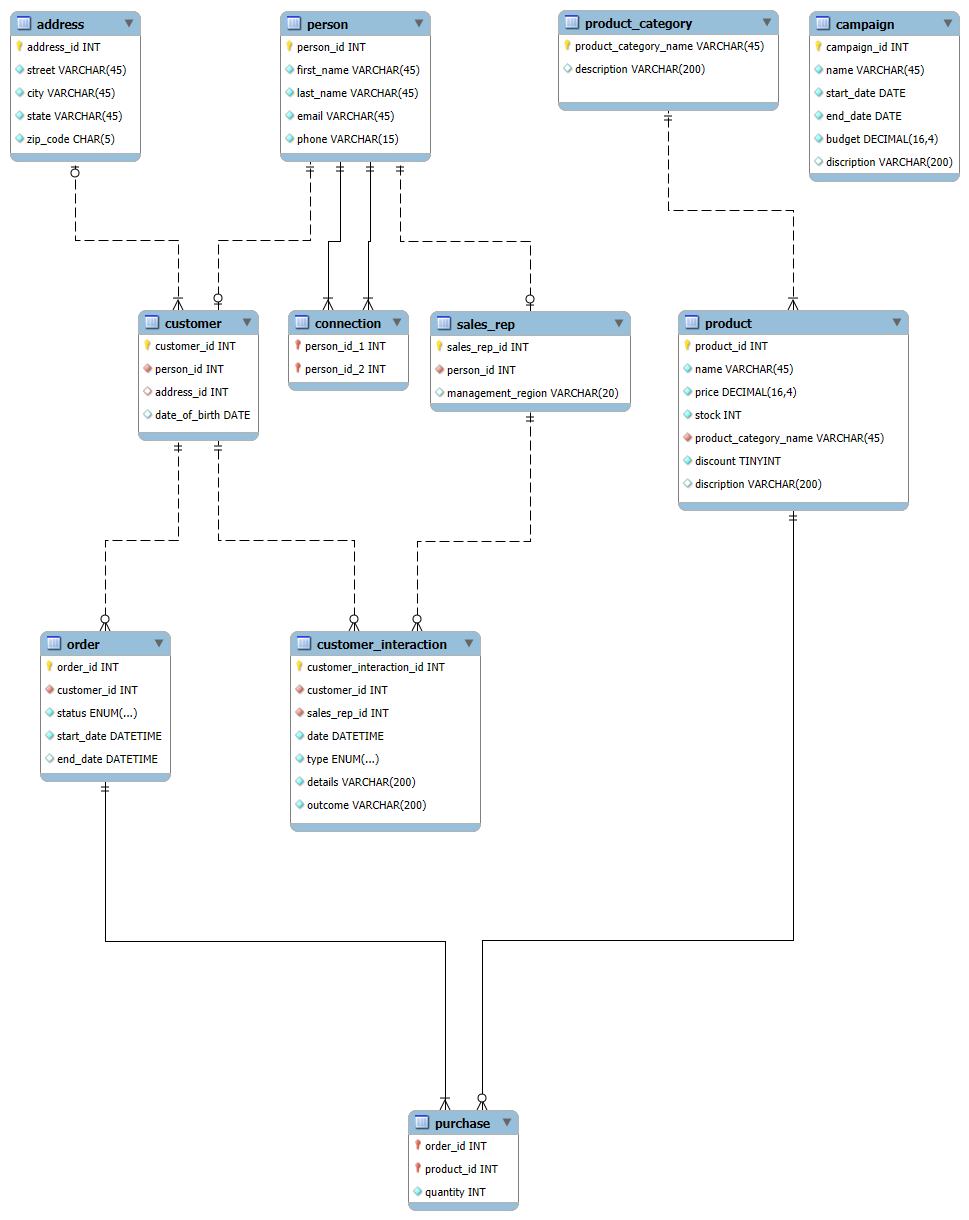 address
address_id INT
street VARCHAR(45)
city VARCHAR(45)
state VARCHAR(45)
zip_code CHAR(5)
person
person_id INT
first_name VARCHAR(45)
last_name VARCHAR(45)
email VARCHAR(45)
phone VARCHAR(15)
product_category
product_category_name VARCHAR(45)
description VARCHAR(200)
campaign
campaign_id INT
name VARCHAR(45)
start_date DATE
end_date DATE
budget DECIMAL(16,4)
discription VARCHAR(200)
customer
customer_id INT
person_id INT
address_id INT
date_of_birth DATE
connection
person_id_1 INT
person_id_2 INT
sales_rep
sales_rep_id INT
person_id INT
management_region VARCHAR(20)
product
product_id INT
name VARCHAR(45)
price DECIMAL(16,4)
stock INT
product_category_name VARCHAR(45)
discount TINYINT
discription VARCHAR(200)
order
order_id INT
customer_id INT
status ENUM(...)
start_date DATETIME
end_date DATETIME
customer_interaction
customer_interaction_id INT
customer_id INT
sales_rep_id INT
date DATETIME
type ENUM(...)
details VARCHAR(200)
outcome VARCHAR(200)
purchase
order_id INT
product_id INT
quantity INT